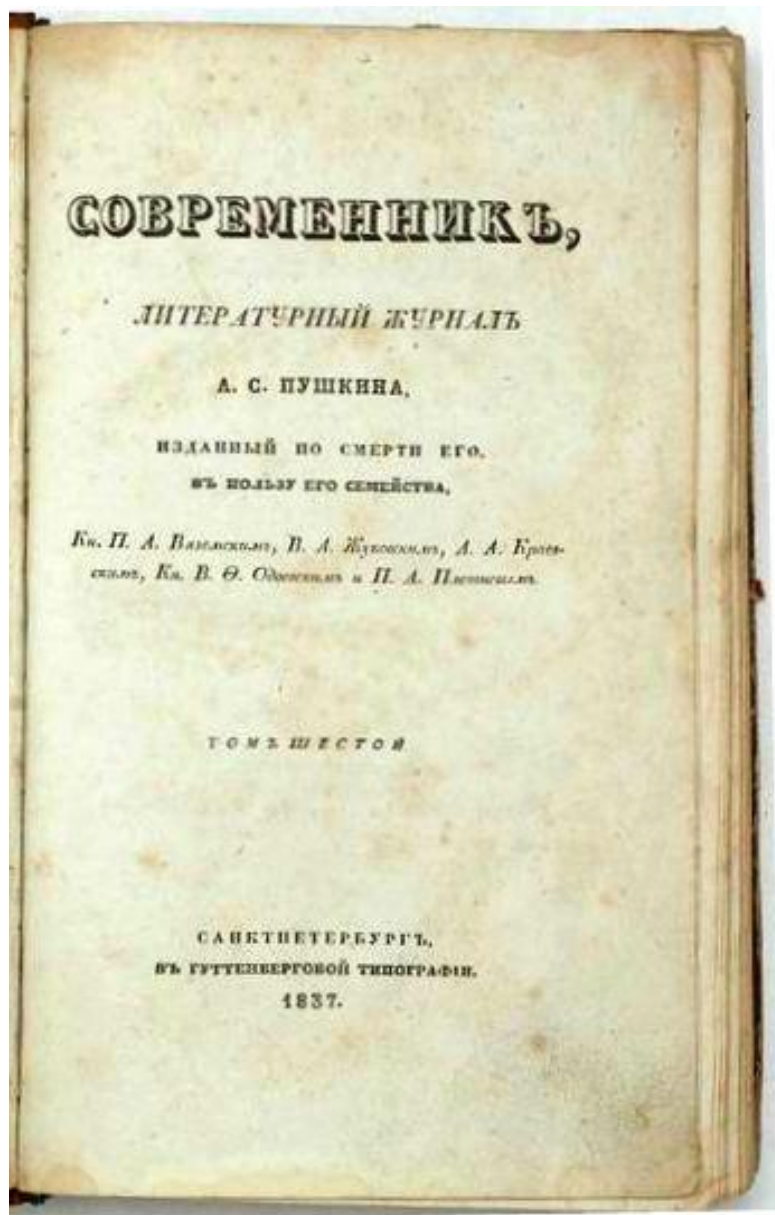 СОВРЕМЕННИКЪ,
ЛИТЕРАТУРНЫЙ ЖУРНАЛЪ
А. С. ПУШКИНА,
ИЗДАННЫЙ ПО СМЕРТИ ЕГО,
ВЪ ПОЛЬЗУ ЕГО СЕМЕЙСТВА,
Кн. П. А. Вяземскимъ, В. А. Жуковскимъ, А. А. Краев-
скимъ, Кн. В. Ѳ. Одоевскимъ и П. А. Плетневымъ
ТОМЪ ШЕСТОЙ
САНКТПЕТЕРБУРГЪ,
ВЪ ГУТТЕНБЕРГОВОЙ ТИПОГРАФІИ.
1837.